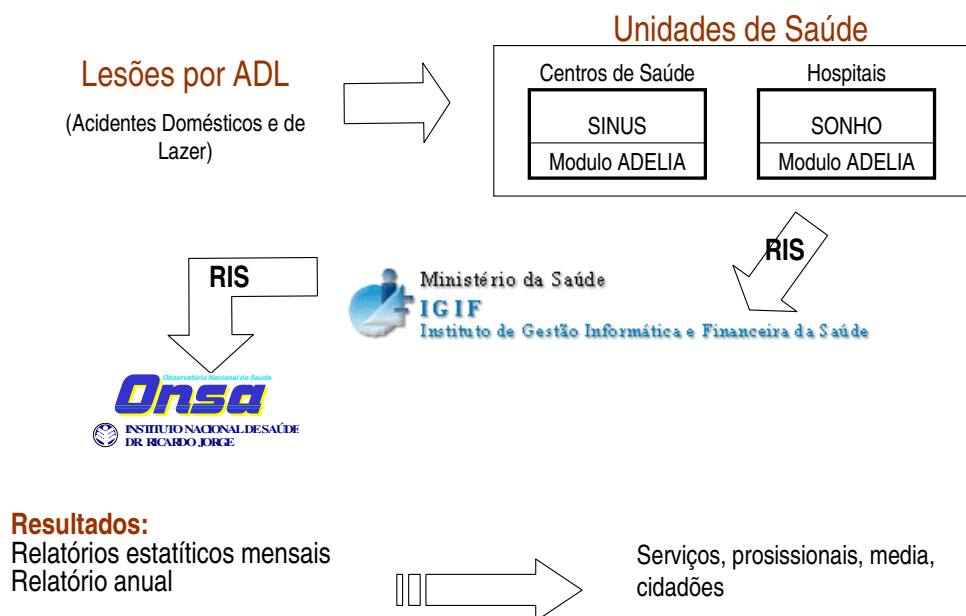 Unidades de Saúde
Lesões por ADL
(Acidentes Domésticos e de
Lazer)
Centros de Saúde
SINUS
Modulo ADELIA
Hospitais
SONHO
Modulo ADELIA
RIS
Ministério da Saúde
IGIF
Instituto de Gestão Informática e Financeira da Saúde
RIS
Observatório Nacional de Saúde
Onsa
INSTITUTO NACIONAL DE SAÚDE
DR. RICARDO JORGE
Resultados:
Relatórios estatíticos mensais
Relatório anual
Serviços, prosissionais, media,
cidadões